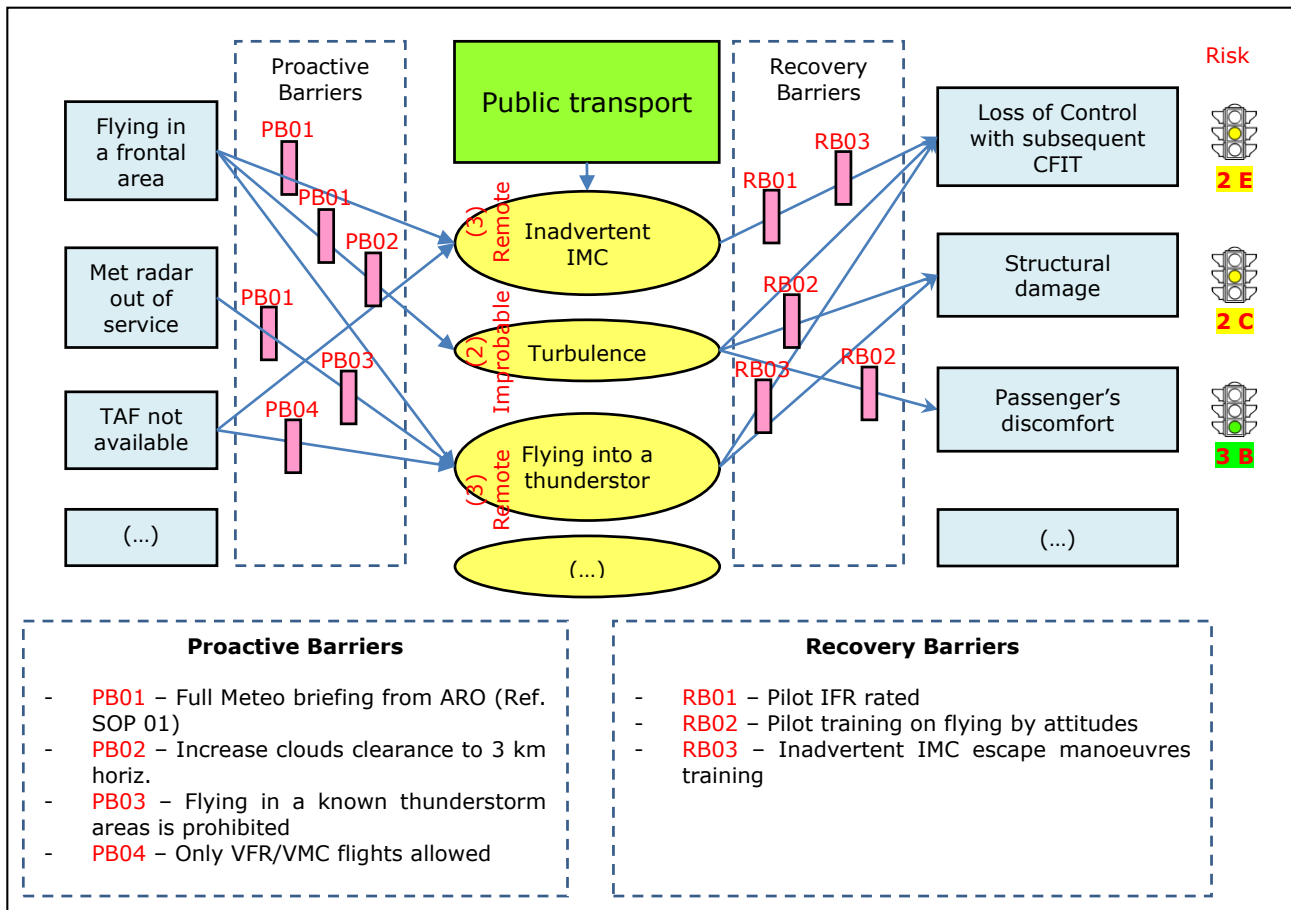 Proactive
Barriers
Public transport
Recovery
Barriers
Risk
Flying in
a frontal
area
Met radar
out of
service
TAF not
available
(…)
PB01
PB01
PB02
PB01
PB03
PB04
(3)
Remote
Inadvertent
IMC
(2)
Improbable
Turbulence
(3)
Remote
Flying into a
thunderstor
(…)
RB03
RB01
RB02
RB03
RB02
Loss of Control
with subsequent
CFIT
2 E
Structural
damage
2 C
Passenger’s
discomfort
3 B
(…)
Proactive Barriers
- PB01 – Full Meteo briefing from ARO (Ref.
SOP 01)
- PB02 – Increase clouds clearance to 3 km
horiz.
- PB03 – Flying in a known thunderstorm
areas is prohibited
- PB04 – Only VFR/VMC flights allowed
Recovery Barriers
- RB01 – Pilot IFR rated
- RB02 – Pilot training on flying by attitudes
- RB03 – Inadvertent IMC escape manoeuvres
training